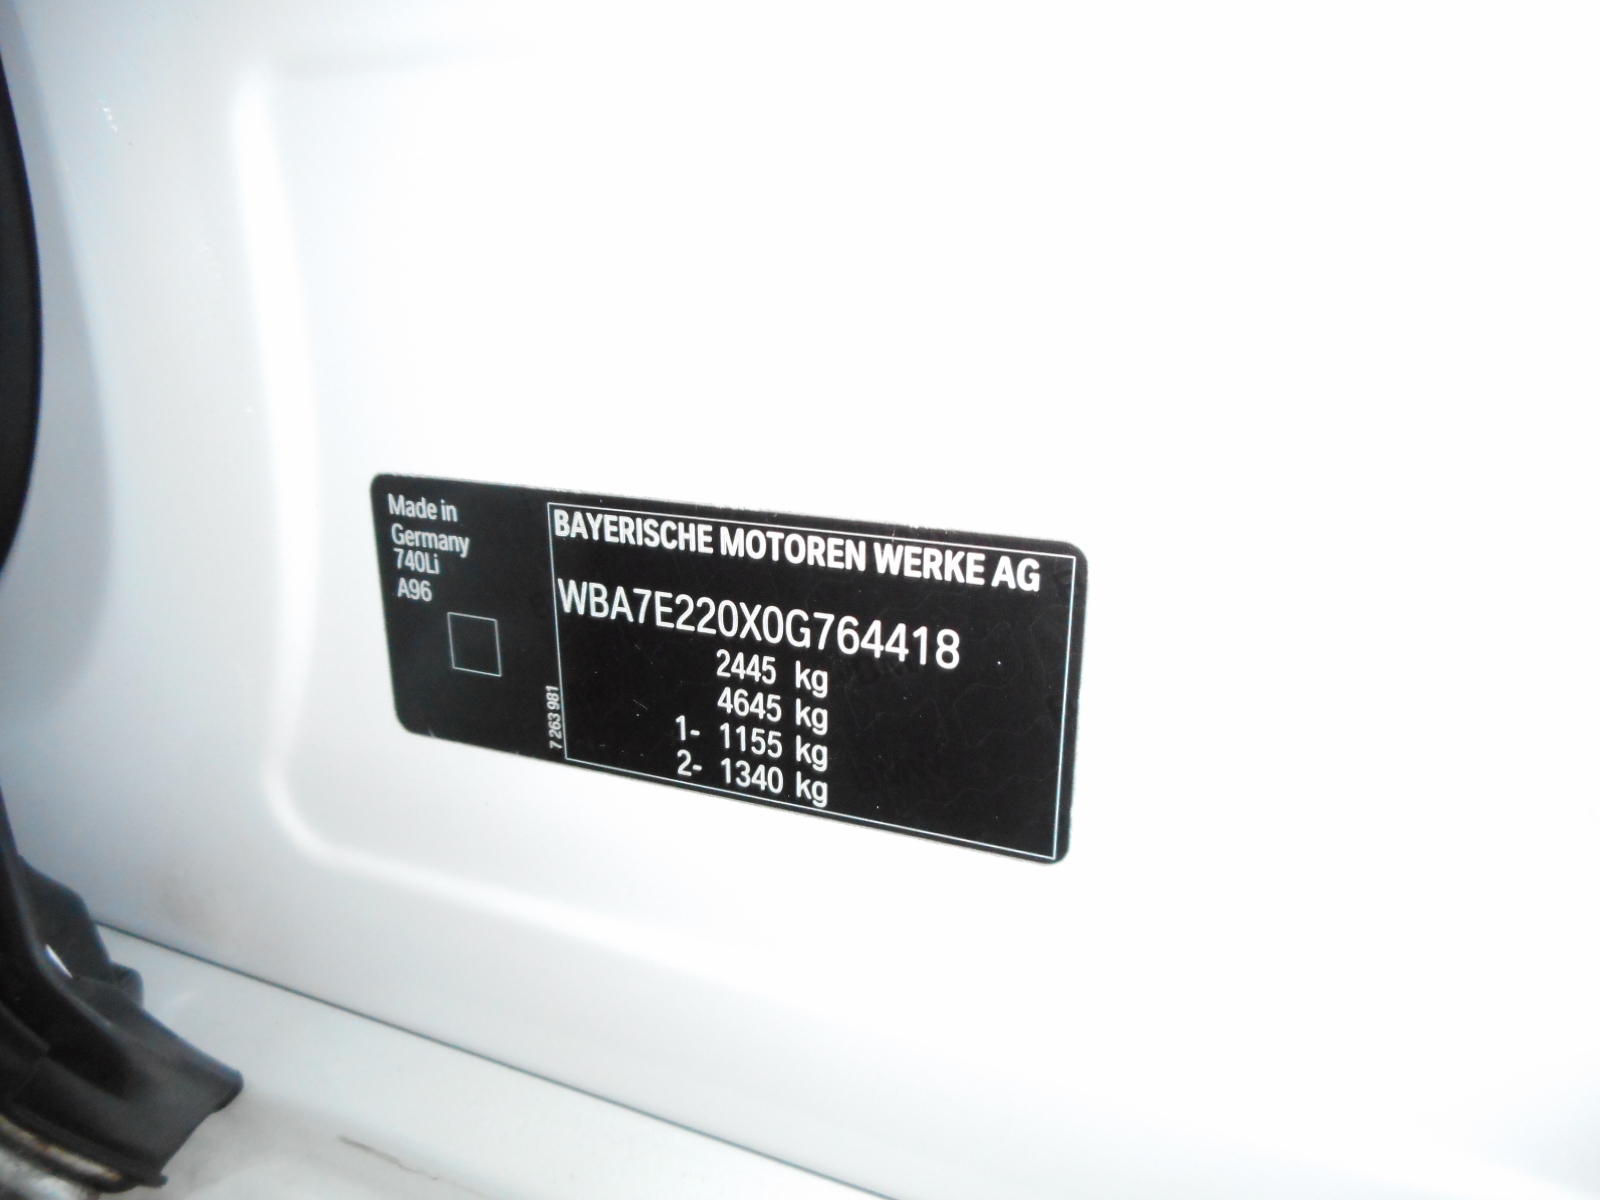 Made in
Germany
740Li
A96
7 263 981
BAYERISCHE MOTOREN WERKE AG
WBA7E220X0G764418
2445 kg
4645 kg
1- 1155 kg
2- 1340 kg